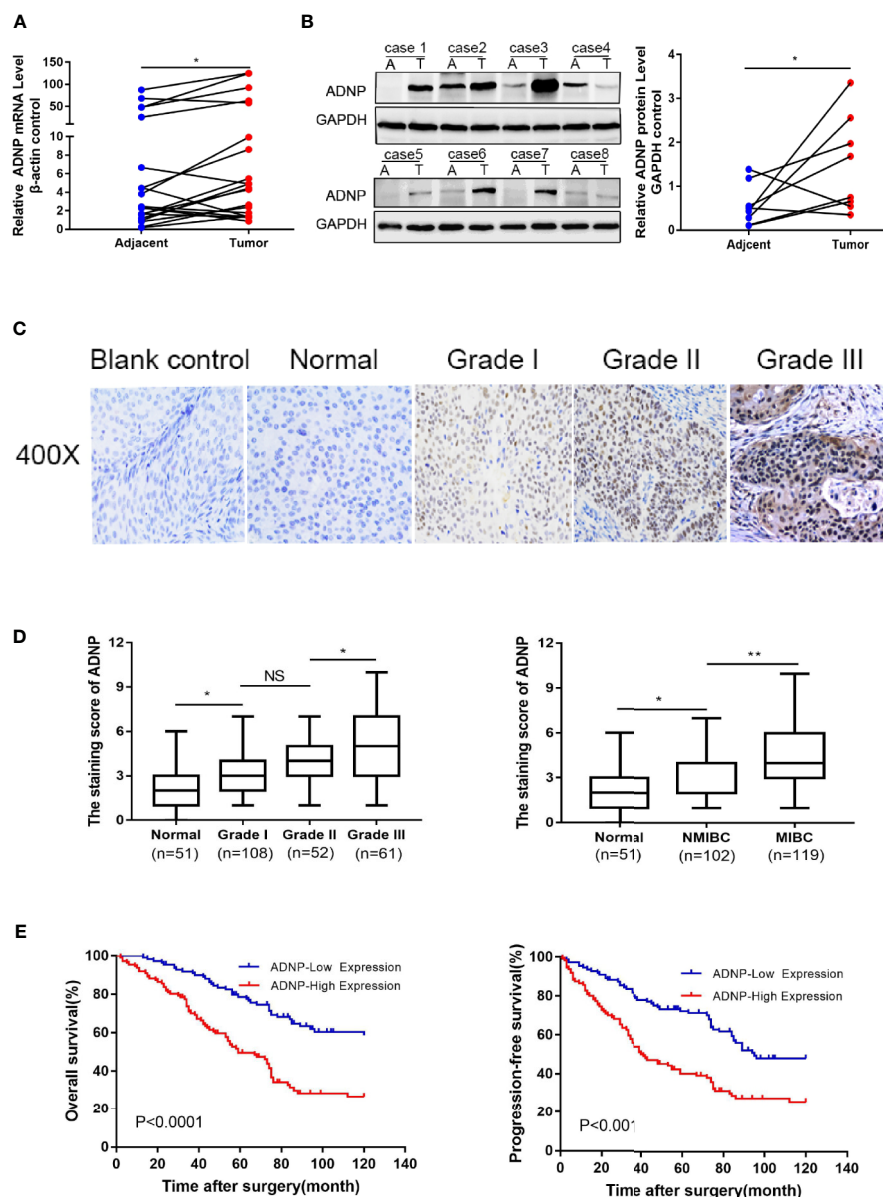 A
Relative ADNP mRNA Level
β-actin control
150
100
50
10
8
6
4
2
0
*
Adjacent
Tumor
B
case 1
case2
case3
case4
A
T
A
T
A
T
A
T
ADNP
GAPDH
case5
case6
case7
case8
A
T
A
T
A
T
A
T
ADNP
GAPDH
Relative ADNP protein Level
GAPDH control
4
3
2
1
0
*
Adjcent
Tumor
C
Blank control
Normal
Grade I
Grade II
Grade III
400X
D
The staining score of ADNP
12
9
6
3
0
*
NS
*
Normal
Grade I
Grade II
Grade III
(n=51)
(n=108)
(n=52)
(n=61)
The staining score of ADNP
12
9
6
3
0
*
**
Normal
NMIBC
MIBC
(n=51)
(n=102)
(n=119)
E
Overall survival(%)
100
80
60
40
20
0
ADNP-Low Expression
ADNP-High Expression
P<0.0001
0
20
40
60
80
100
120
140
Time after surgery(month)
Progression-free survival(%)
100
80
60
40
20
0
ADNP-Low Expression
ADNP-High Expression
P<0.001
0
20
40
60
80
100
120
140
Time after surgery(month)